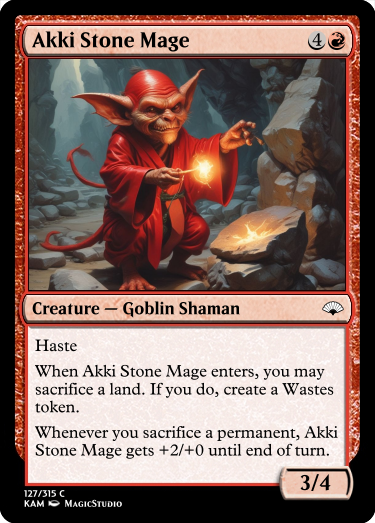 Akki Stone Mage 4
Creature — Goblin Shaman
Haste
When Akki Stone Mage enters, you may
sacrifice a land. If you do, create a Wastes
token.
Whenever you sacrifice a permanent, Akki
Stone Mage gets +2/+0 until end of turn.
3/4
127/315 C
KAM MagicStudio